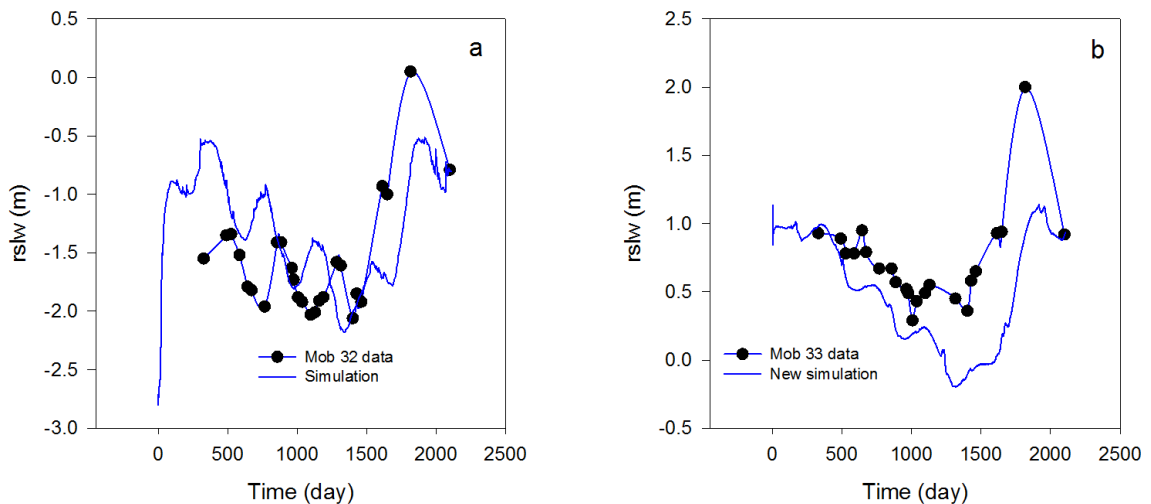 0.5
0.0
-0.5
-1.0
-1.5
-2.0
-2.5
-3.0
rslw (m)
a
Mob 32 data
Simulation
0 500 1000 1500 2000 2500
Time (day)
2.5
2.0
1.5
1.0
0.5
0.0
-0.5
rslw (m)
b
Mob 33 data
New simulation
0 500 1000 1500 2000 2500
Time (day)